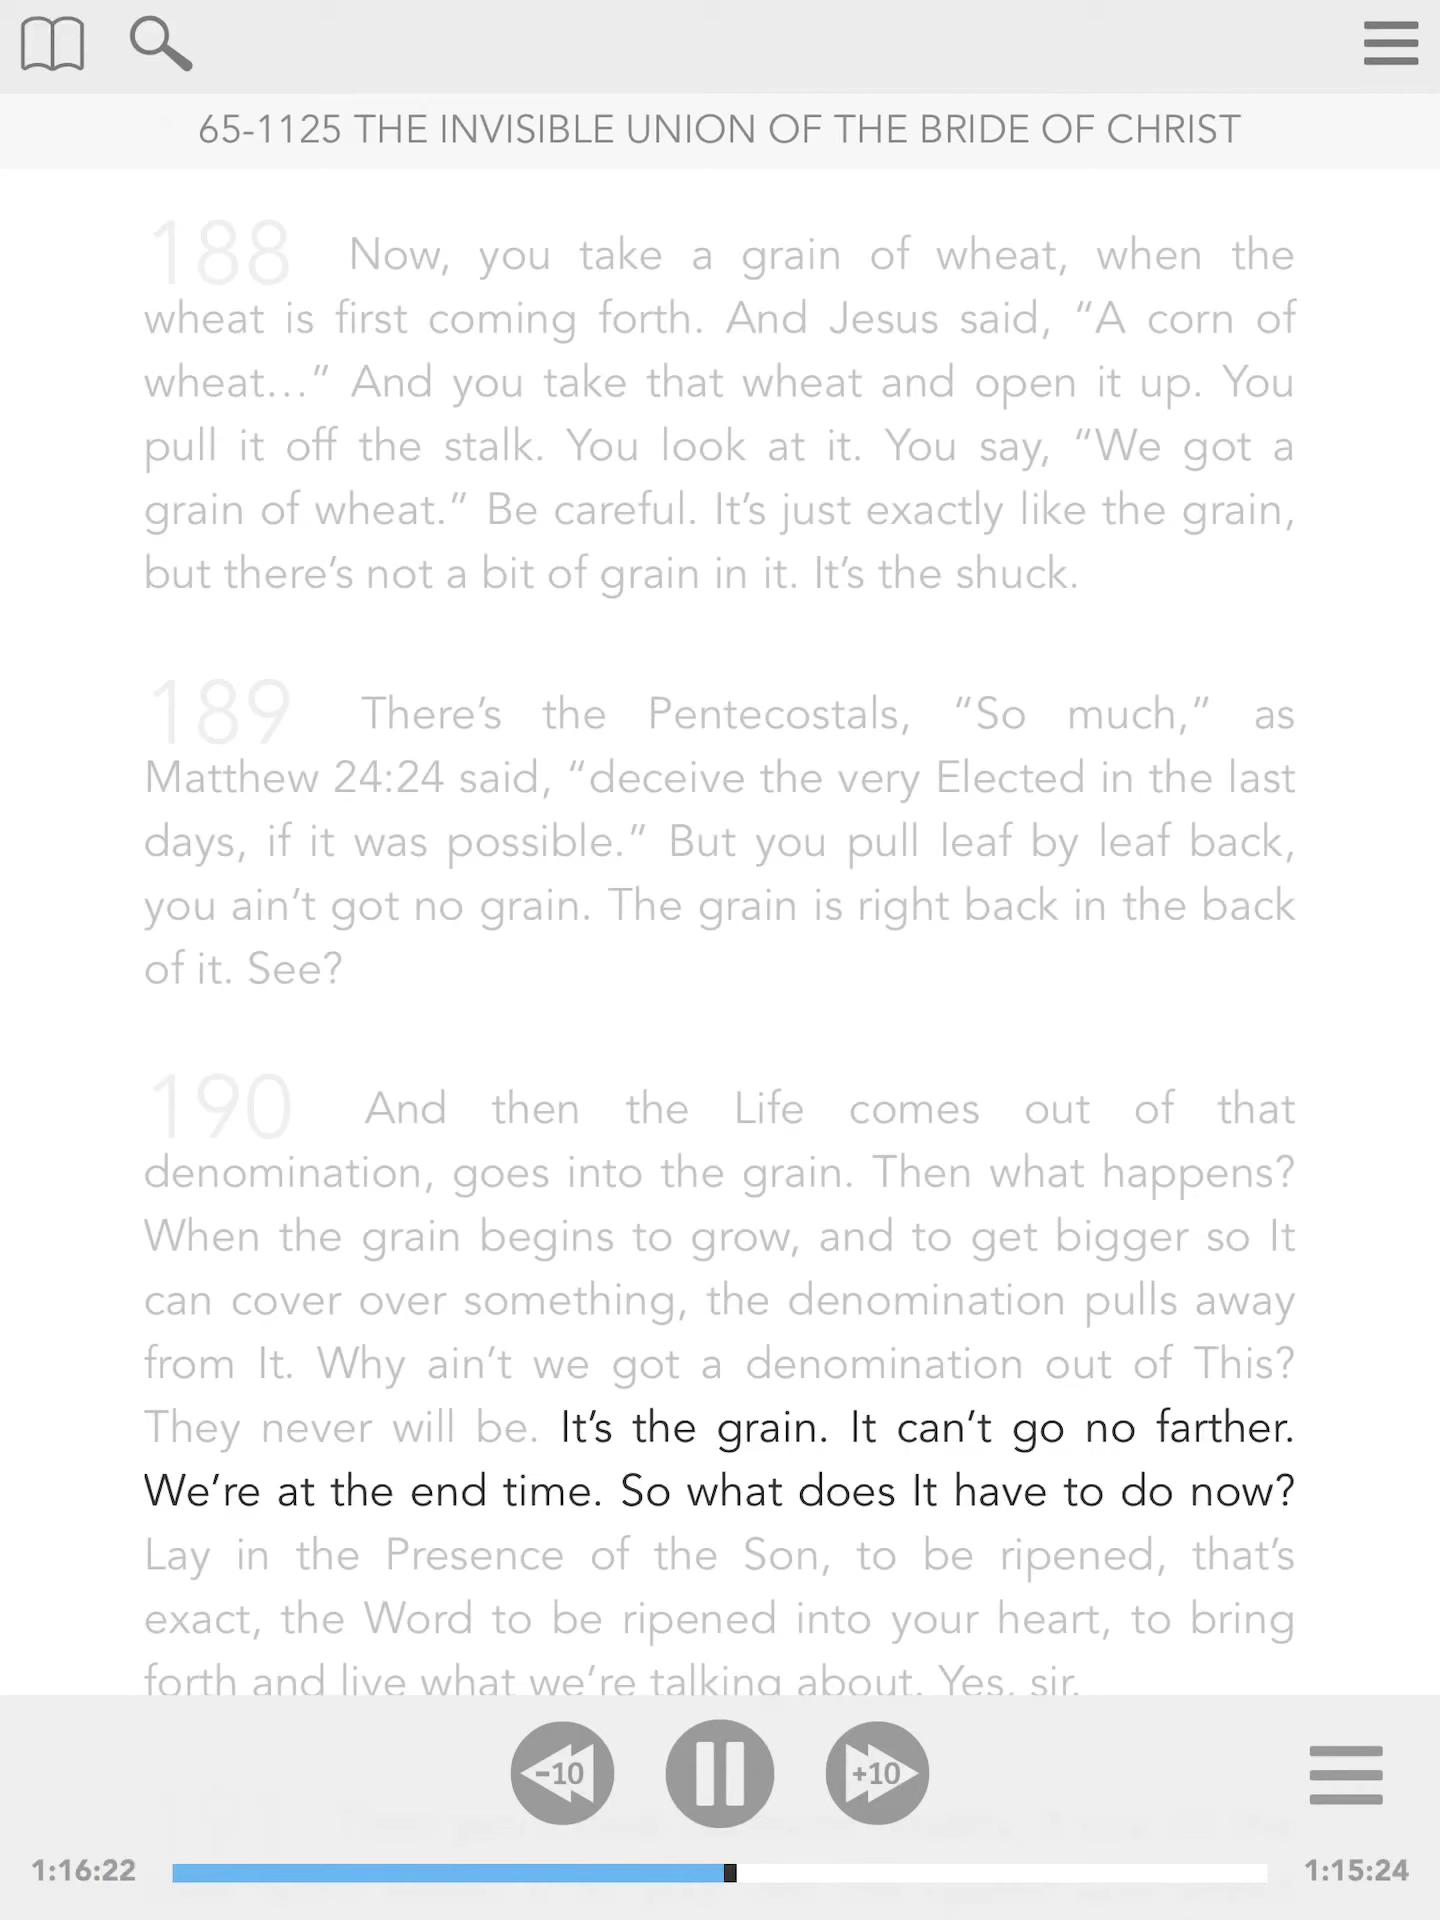 65-1125 THE INVISIBLE UNION OF THE BRIDE OF CHRIST
188 Now, you take a grain of wheat, when the
wheat is first coming forth. And Jesus said, “A corn of
wheat…” And you take that wheat and open it up. You
pull it off the stalk. You look at it. You say, “We got a
grain of wheat.” Be careful. It’s just exactly like the grain,
but there’s not a bit of grain in it. It’s the shuck.
189 There’s the Pentecostals, “So much,” as
Matthew 24:24 said, “deceive the very Elected in the last
days, if it was possible.” But you pull leaf by leaf back,
you ain’t got no grain. The grain is right back in the back
of it. See?
190 And then the Life comes out of that
denomination, goes into the grain. Then what happens?
When the grain begins to grow, and to get bigger so It
can cover over something, the denomination pulls away
from It. Why ain’t we got a denomination out of This?
They never will be. It’s the grain. It can’t go no farther.
We’re at the end time. So what does It have to do now?
Lay in the Presence of the Son, to be ripened, that’s
exact, the Word to be ripened into your heart, to bring
forth and live what we’re talking about. Yes, sir.
-10 +10
1:16:22 1:15:24